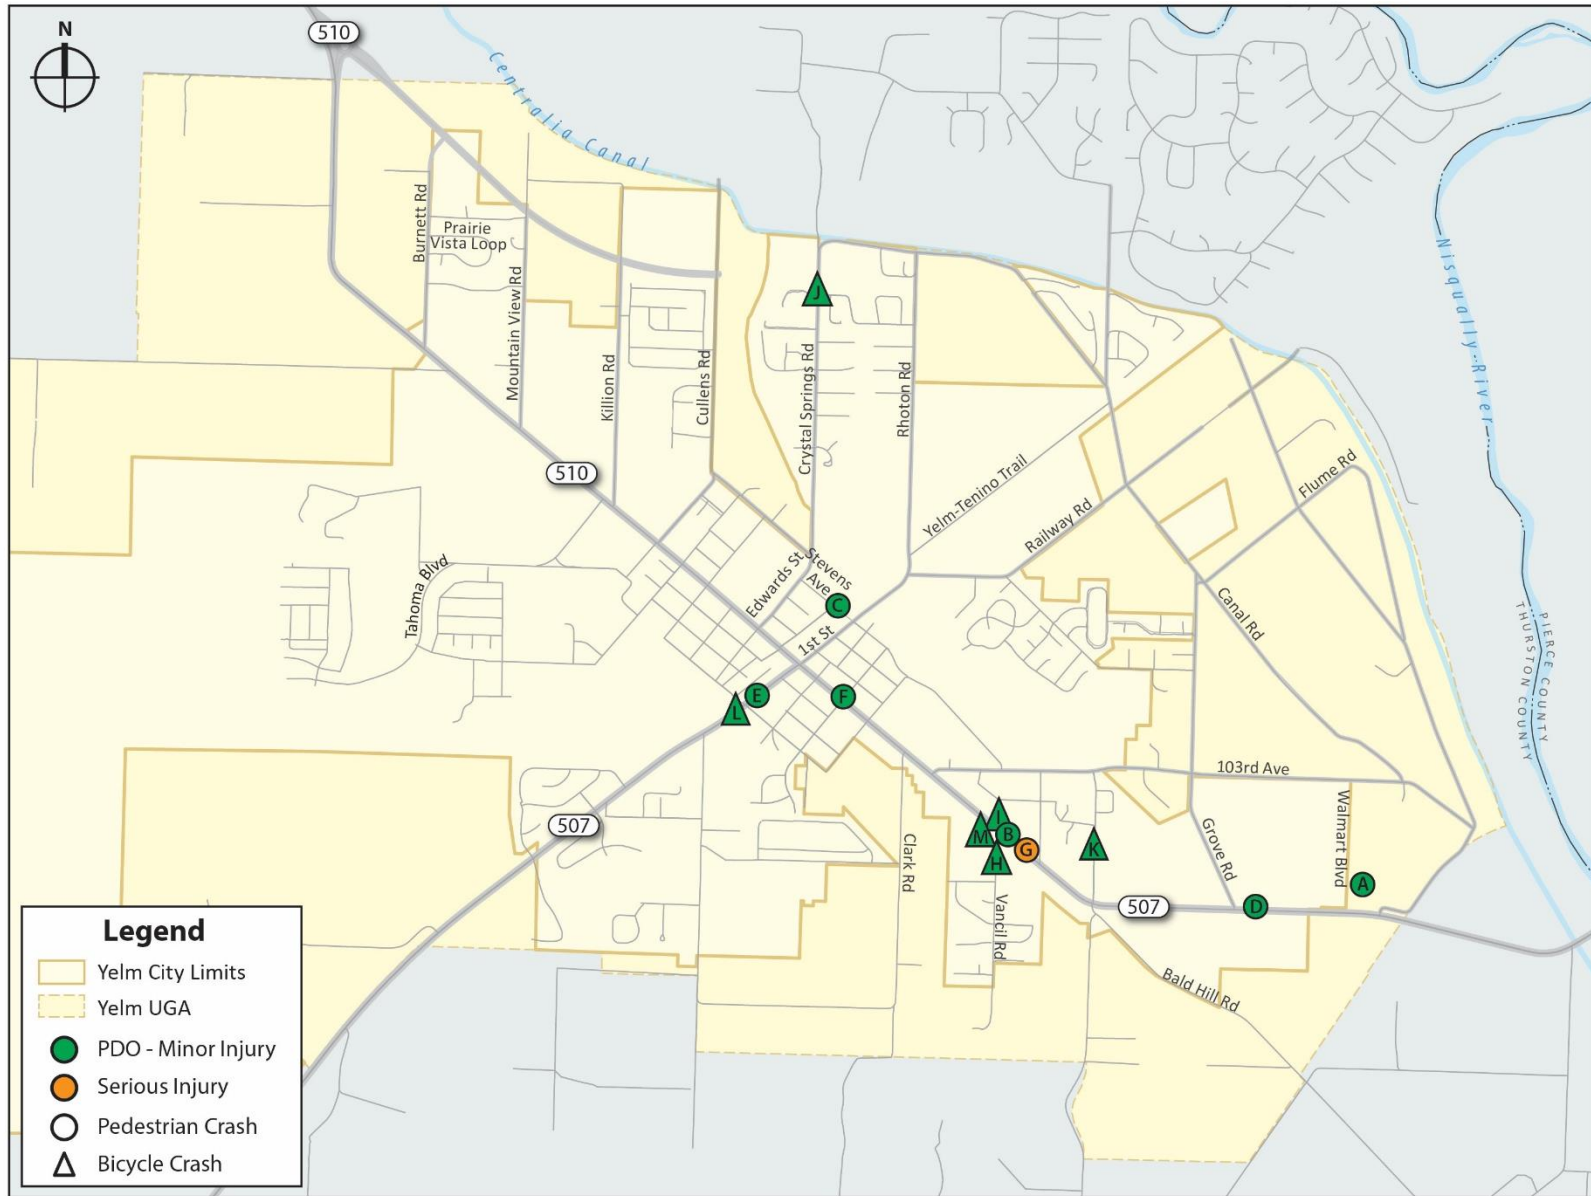 N
510
Centralia Canal
Burnett Rd
Prairie
Vista Loop
Mountain View Rd
Killion Rd
Cullens Rd
J
Crystal Springs Rd
Rhoton Rd
Nisqually River
510
Yelm-Tenino Trail
Railway Rd
Flume Rd
Tahoma Blvd
Edwards St
Stevens
Ave
C
1st St
Canal Rd
PIERCE COUNTY
THURSTON COUNTY
E
F
L
103rd Ave
507
Clark Rd
I
M
B
G
H
K
Grove Rd
Walmart Blvd
A
507
D
Vancil Rd
Bald Hill Rd
Legend
Yelm City Limits
Yelm UGA
PDO - Minor Injury
Serious Injury
Pedestrian Crash
Bicycle Crash